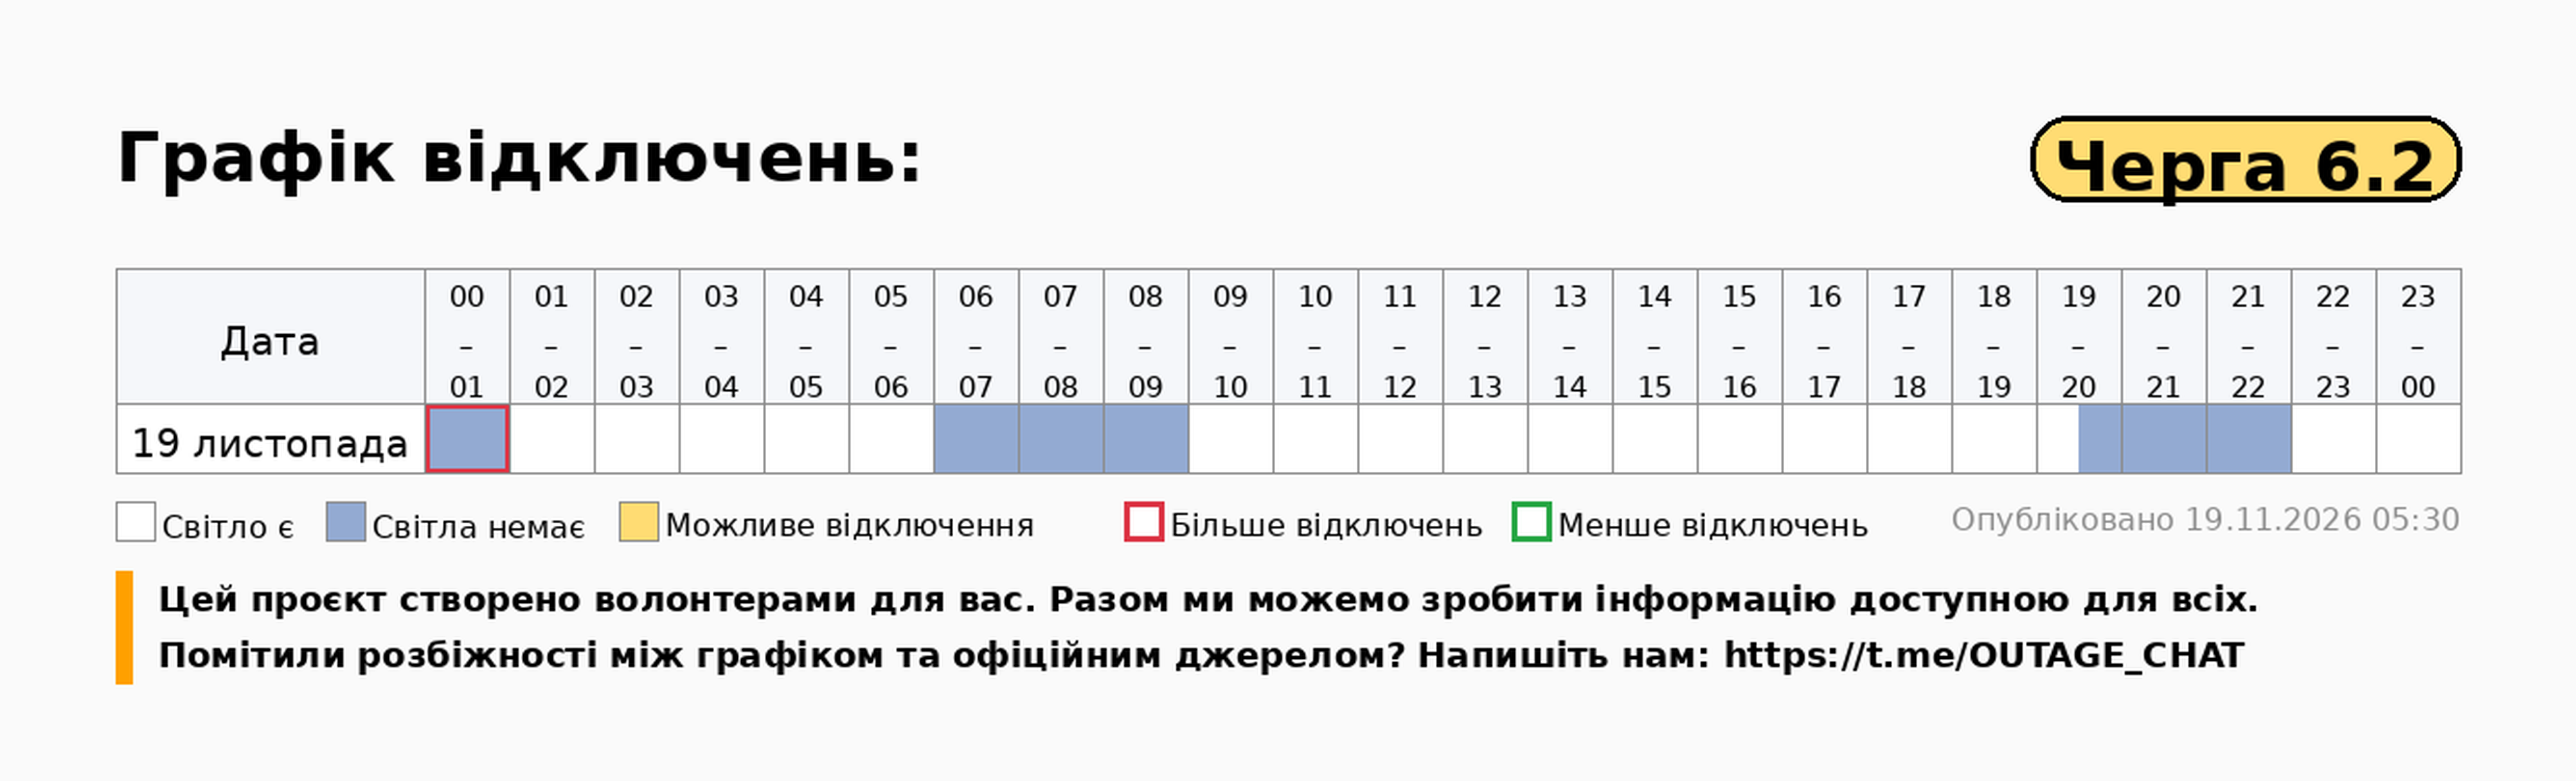 Графік відключень:
Черга 6.2
Дата
00 – 01
01 – 02
02 – 03
03 – 04
04 – 05
05 – 06
06 – 07
07 – 08
08 – 09
09 – 10
10 – 11
11 – 12
12 – 13
13 – 14
14 – 15
15 – 16
16 – 17
17 – 18
18 – 19
19 – 20
20 – 21
21 – 22
22 – 23
23 – 00
19 листопада
Світло є
Світла немає
Можливе відключення
Більше відключень
Менше відключень
Опубліковано 19.11.2026 05:30
Цей проєкт створено волонтерами для вас. Разом ми можемо зробити інформацію доступною для всіх.
Помітили розбіжності між графіком та офіційним джерелом? Напишіть нам: https://t.me/OUTAGE_CHAT